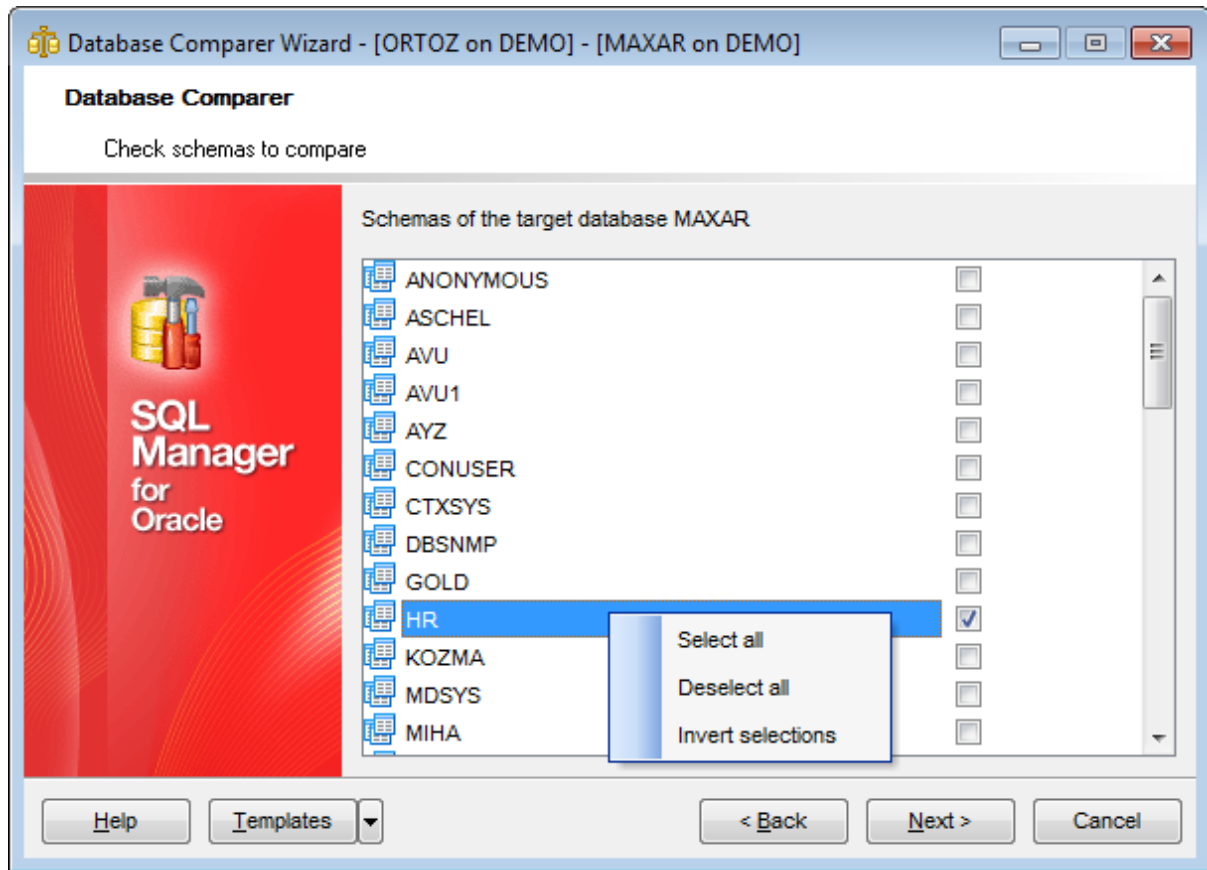 Database Comparer Wizard - [ORTOZ on DEMO] - [MAXAR on DEMO]
Database Comparer
Check schemas to compare
Schemas of the target database MAXAR
SQL
Manager
for
Oracle
ANONYMOUS
ASCHEL
AVU
AVU1
AYZ
CONUSER
CTXSYS
DBSNMP
GOLD
HR
KOZMA
MDSYS
MIHA
Select all
Deselect all
Invert selections
Help
Templates
< Back
Next >
Cancel